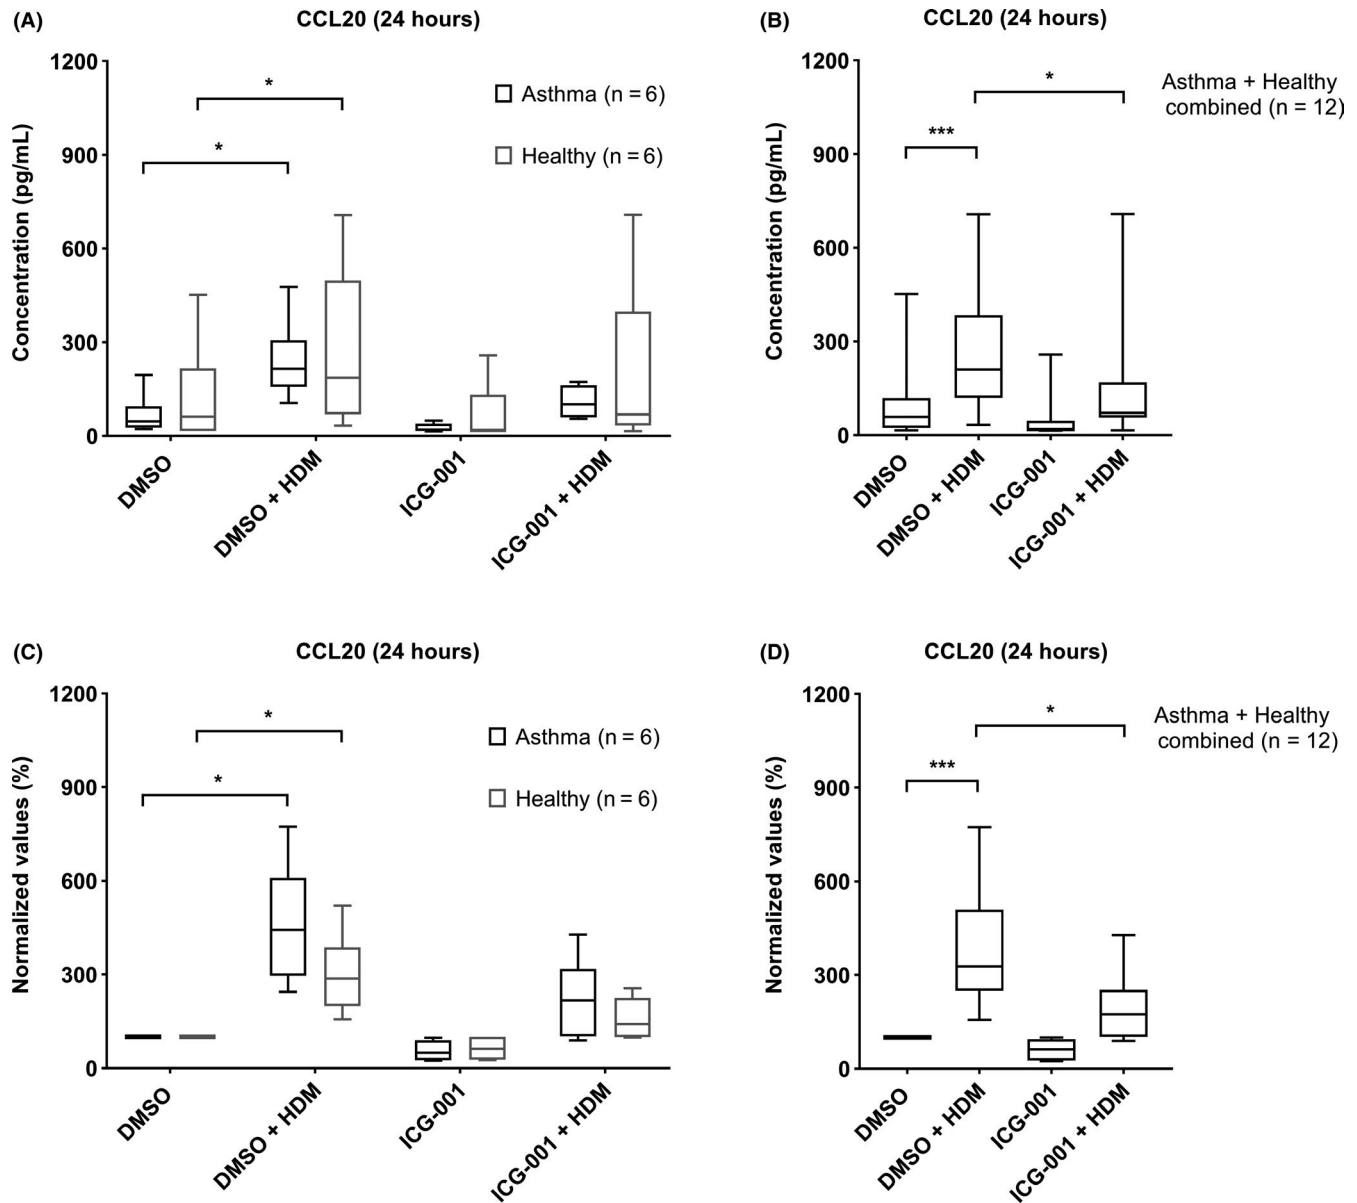 (A)
CCL20 (24 hours)
Concentration (pg/mL)
1200
900
600
300
0
*
*
Asthma (n = 6)
Healthy (n = 6)
DMSO
DMSO + HDM
ICG-001
ICG-001 + HDM
(B)
CCL20 (24 hours)
Concentration (pg/mL)
1200
900
600
300
0
***
*
Asthma + Healthy
combined (n = 12)
DMSO
DMSO + HDM
ICG-001
ICG-001 + HDM
(C)
CCL20 (24 hours)
Normalized values (%)
1200
900
600
300
0
*
*
Asthma (n = 6)
Healthy (n = 6)
DMSO
DMSO + HDM
ICG-001
ICG-001 + HDM
(D)
CCL20 (24 hours)
Normalized values (%)
1200
900
600
300
0
***
*
Asthma + Healthy
combined (n = 12)
DMSO
DMSO + HDM
ICG-001
ICG-001 + HDM